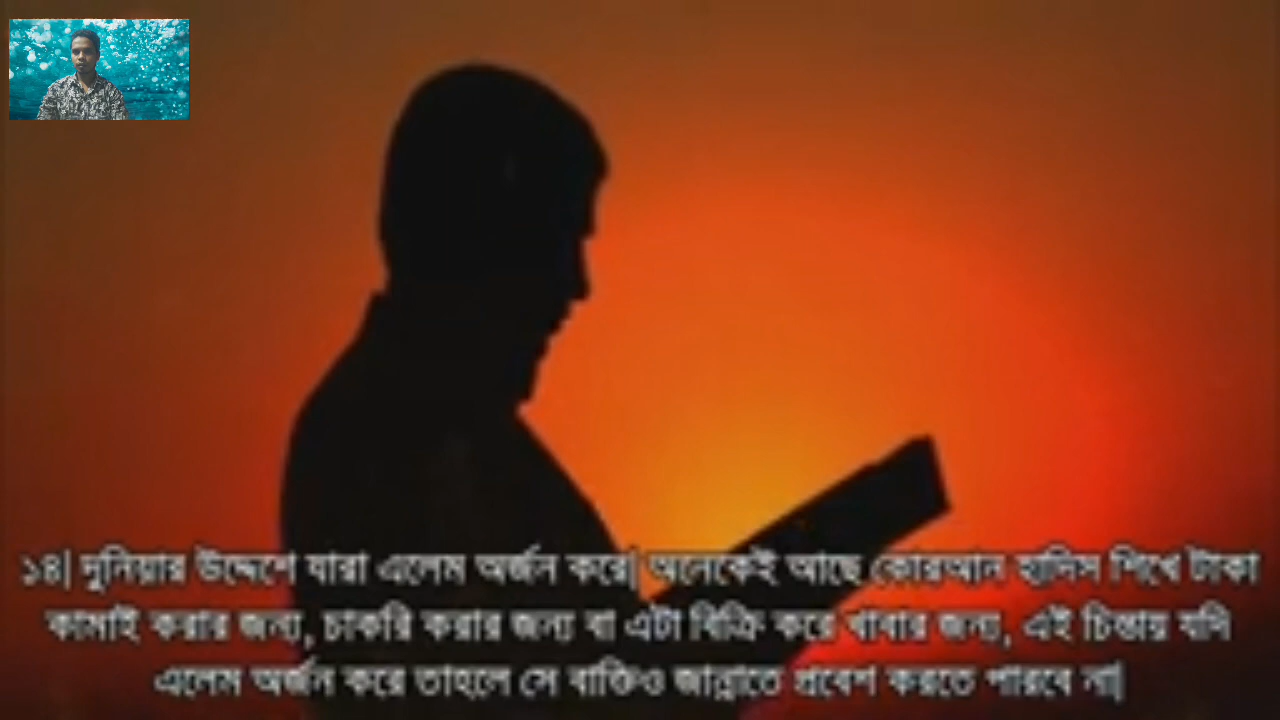 ১৪| দুনিয়ার উদ্দেশে যারা এলেম অর্জন করে| অনেকেই আছে কোরআন হাদিস শিখে টাকা
কামাই করার জন্য, চাকরি করার জন্য বা এটা বিক্রি করে খাবার জন্য, এই চিন্তায় যদি
এলেম অর্জন করে তাহলে সে ব্যক্তিও জান্নাতে প্রবেশ করতে পারবে না|